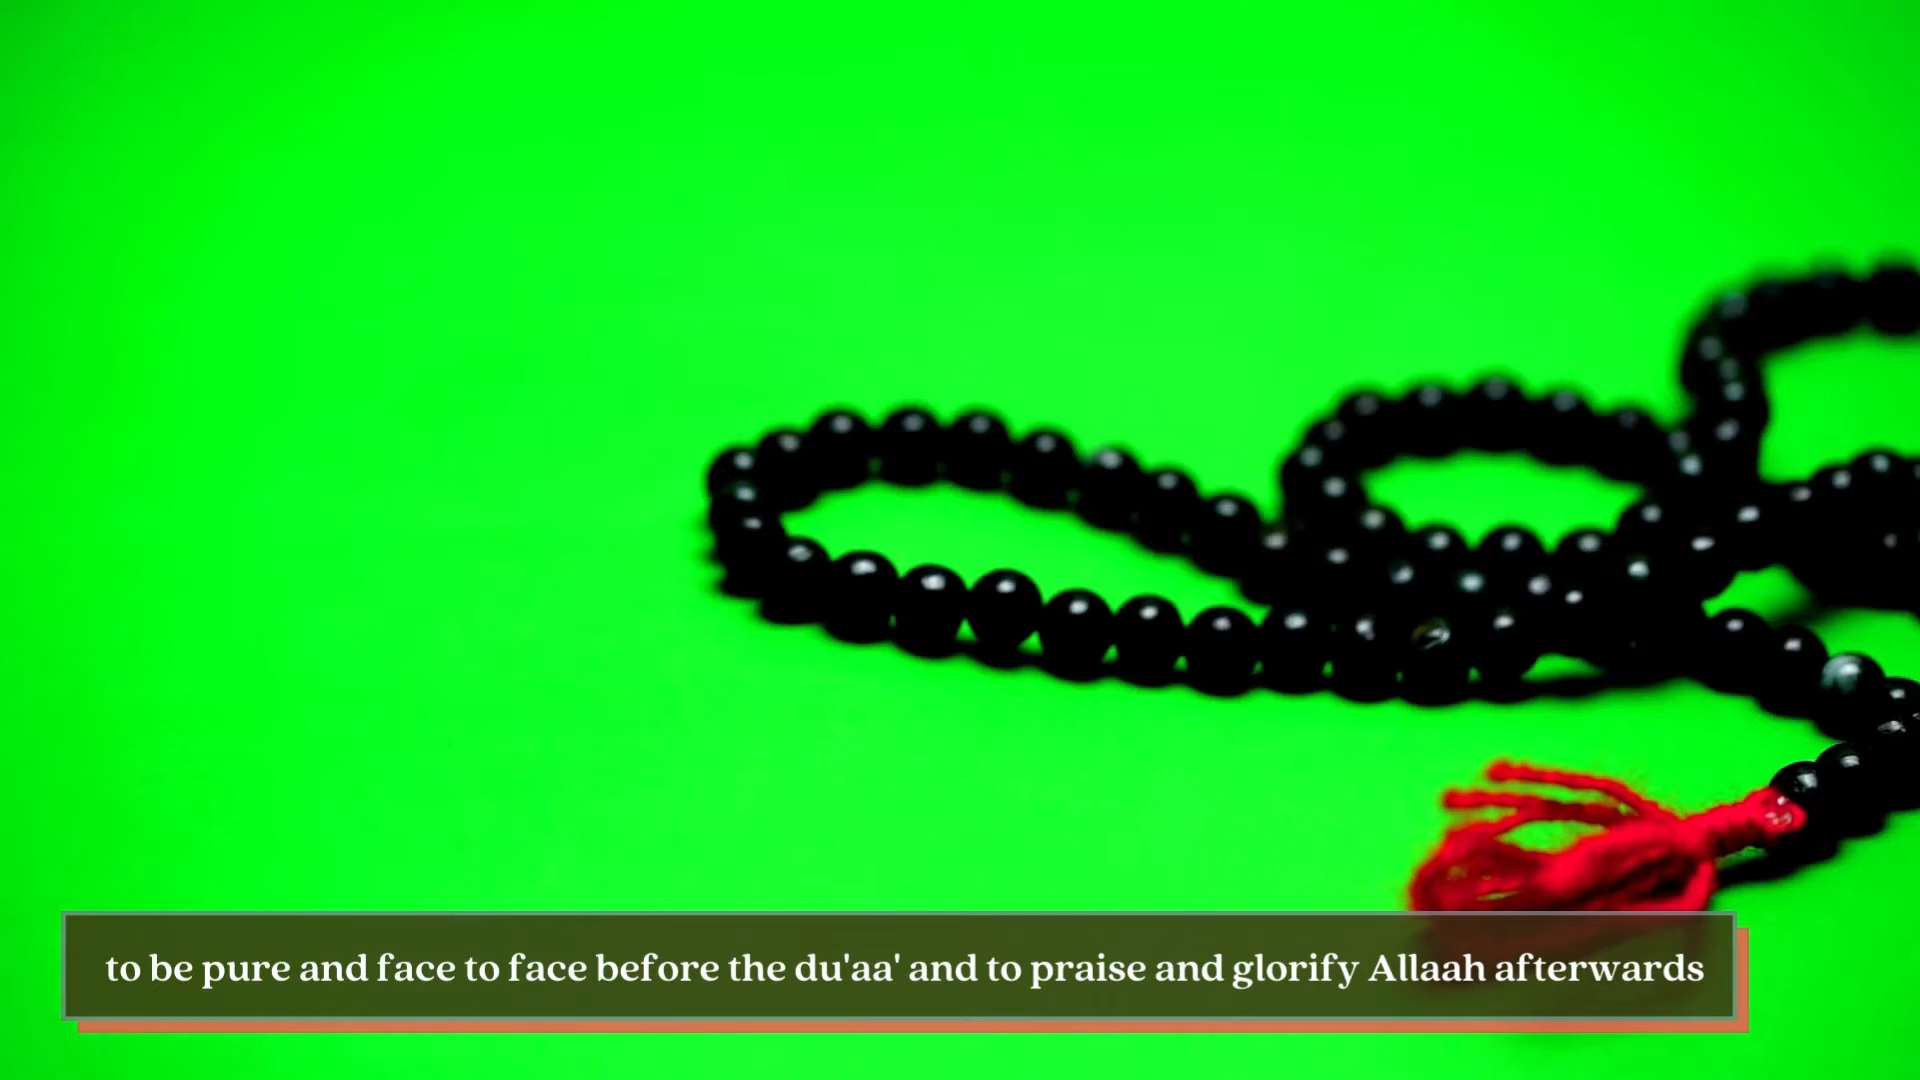 to be pure and face to face before the du'aa' and to praise and glorify Allaah afterwards